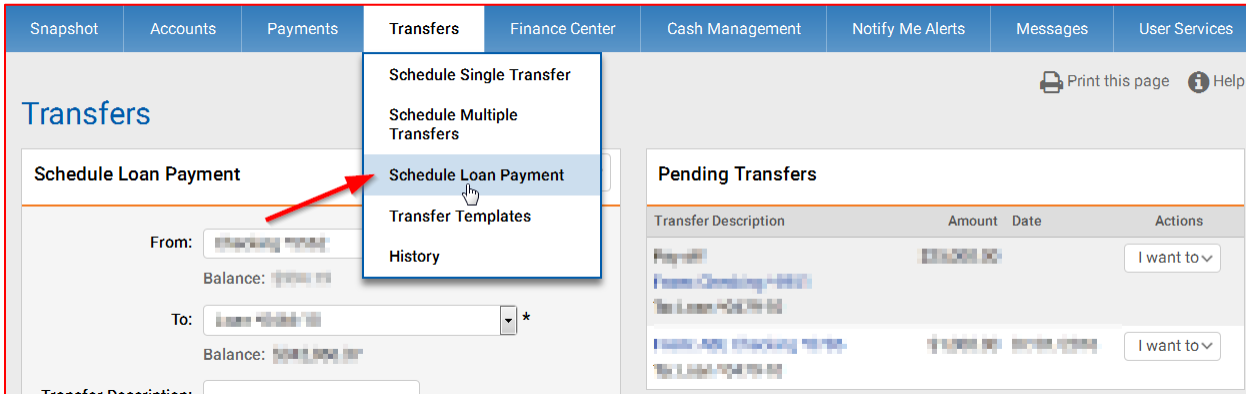 Snapshot Accounts Payments Transfers Finance Center Cash Management Notify Me Alerts Messages User Services
Schedule Single Transfer
Schedule Multiple
Transfers
Schedule Loan Payment
Transfer Templates
History
Print this page Help
Transfers
Schedule Loan Payment
From:
Balance:
To: *
Balance:
Transfer Description:
Pending Transfers
Transfer Description Amount Date Actions
I want to
I want to